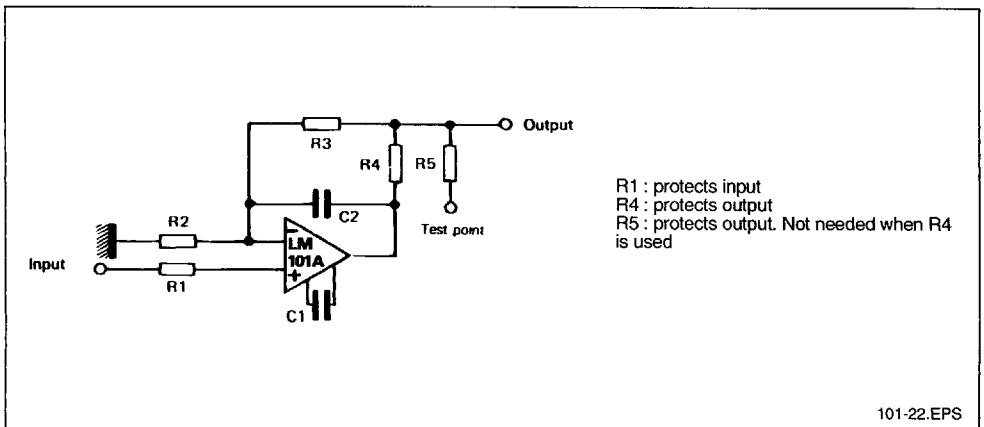 Output
R3
R4
R5
C2
Test point
R2
LM
101A
Input
R1
C1
R1 : protects input
R4 : protects output
R5 : protects output. Not needed when R4
is used
101-22.EPS